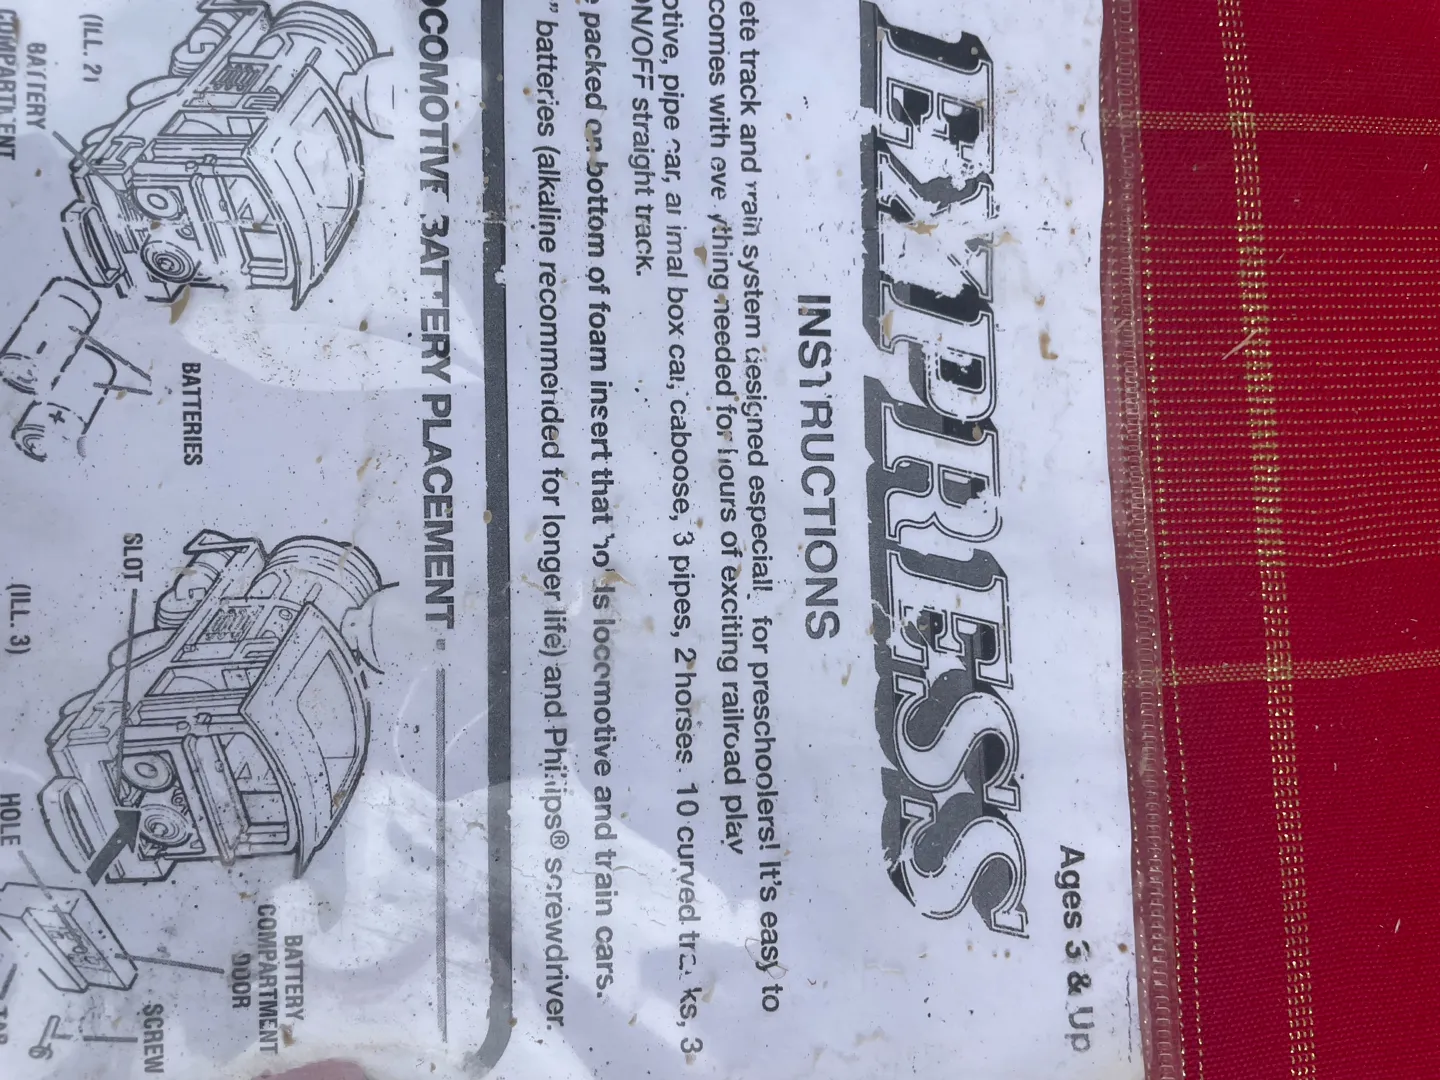 Ages 3 & Up
EXPRESS
INSTRUCTIONS
ete track and train system designed especially for preschoolers! It's easy to
comes with everything needed for hours of exciting railroad play
otive, pipe car, animal box car, caboose, 3 pipes, 2 horses, 10 curved tracks, 3
ON/OFF straight track.
packed on bottom of foam insert that holds locomotive and train cars.
" batteries (alkaline recommended for longer life) and Phillips® screwdriver.
OCOMOTIVE BATTERY PLACEMENT
(ILL. 2)
BATTERY
COMPARTMENT
BATTERIES
SLOT
(ILL. 3)
HOLE
BATTERY
COMPARTMENT
DOOR
SCREW